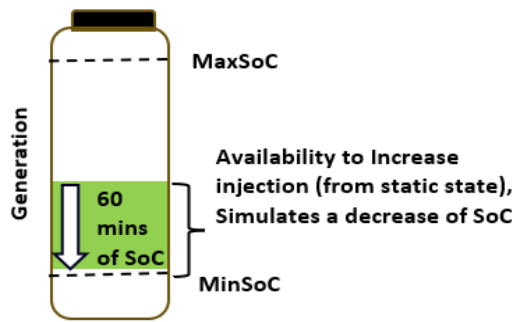 MaxSoC
Generation
60
mins
of SoC
Availability to Increase
injection (from static state),
Simulates a decrease of SoC
MinSoC